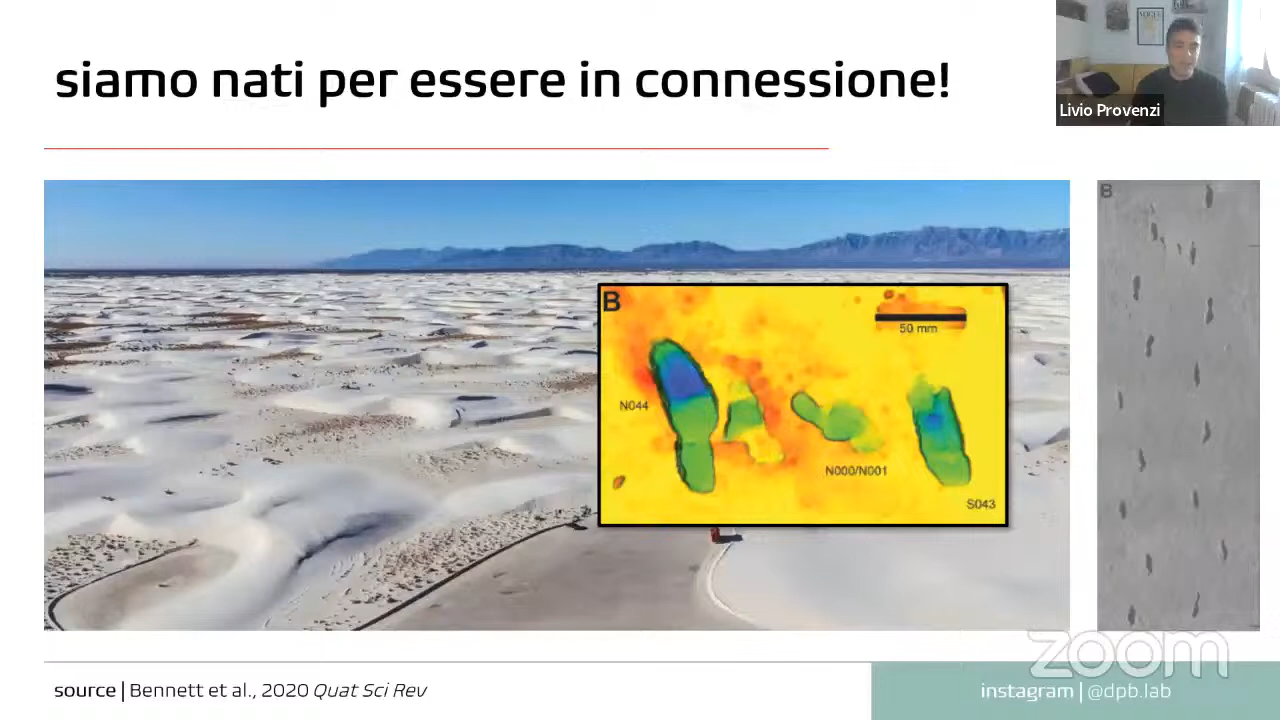 siamo nati per essere in connessione!
VOGUE
Livio Provenzi
B
B
50 mm
N044
N000/N001
S043
zoom
source | Bennett et al., 2020 Quat Sci Rev
instagram | @dpb.lab